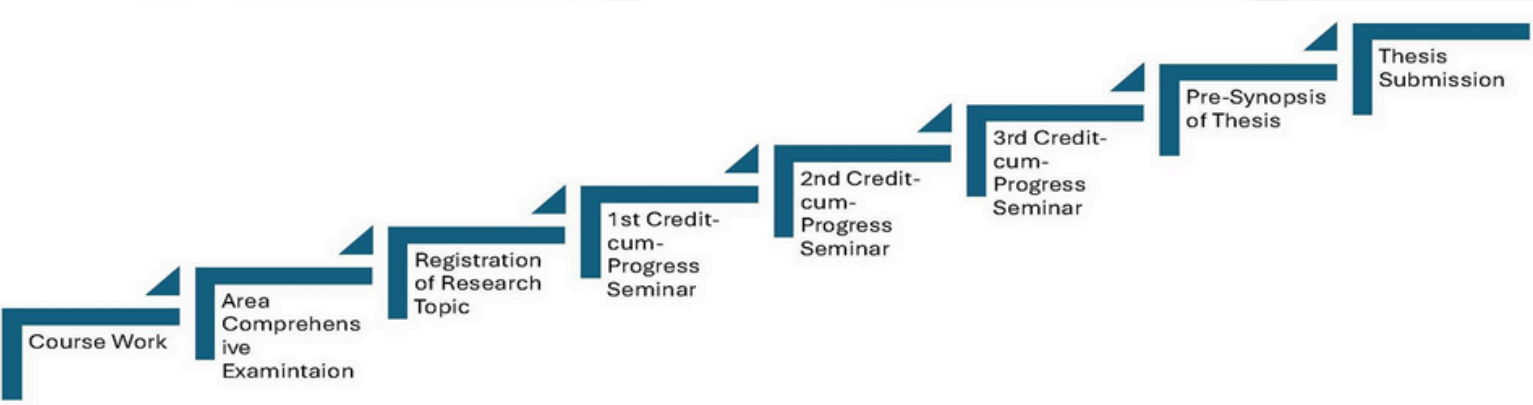 Course Work
Area
Comprehens
ive
Examintaion
Registration
of Research
Topic
1st Credit-
cum-
Progress
Seminar
2nd Credit-
cum-
Progress
Seminar
3rd Credit-
cum-
Progress
Seminar
Pre-Synopsis
of Thesis
Thesis
Submission